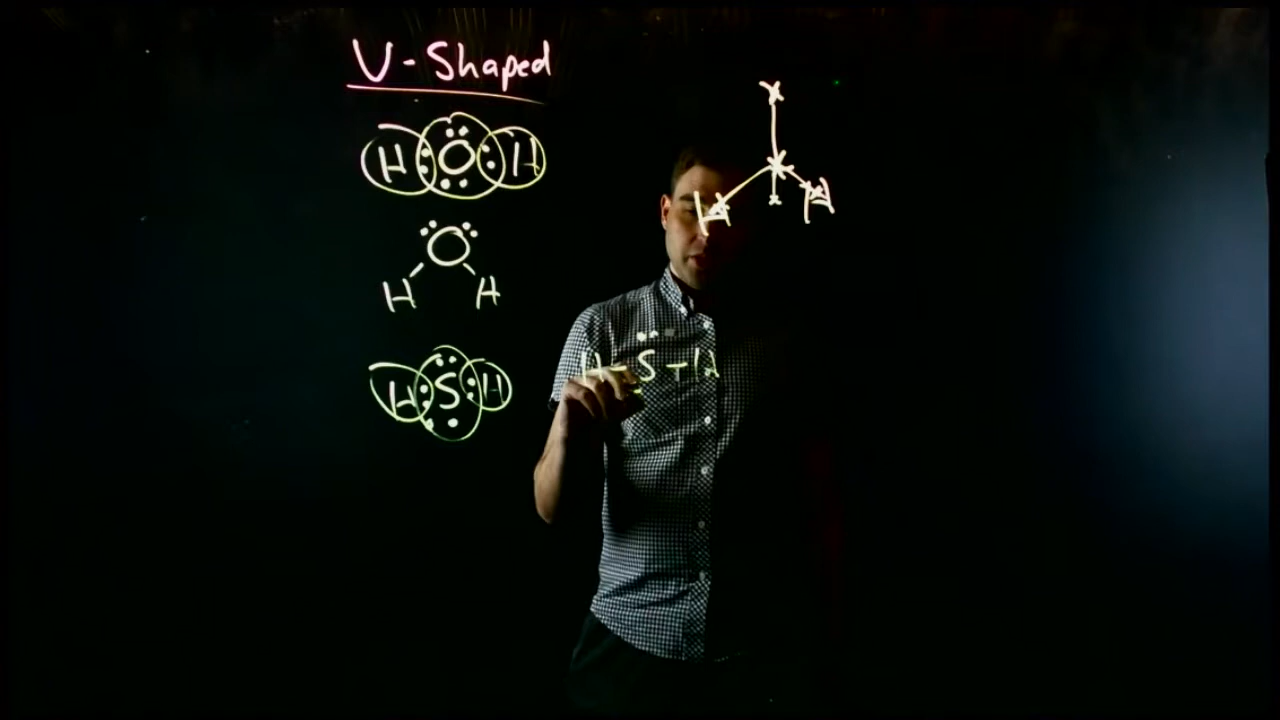 V-Shaped
H O H
O
H H
H S H
H
H
H-S-H